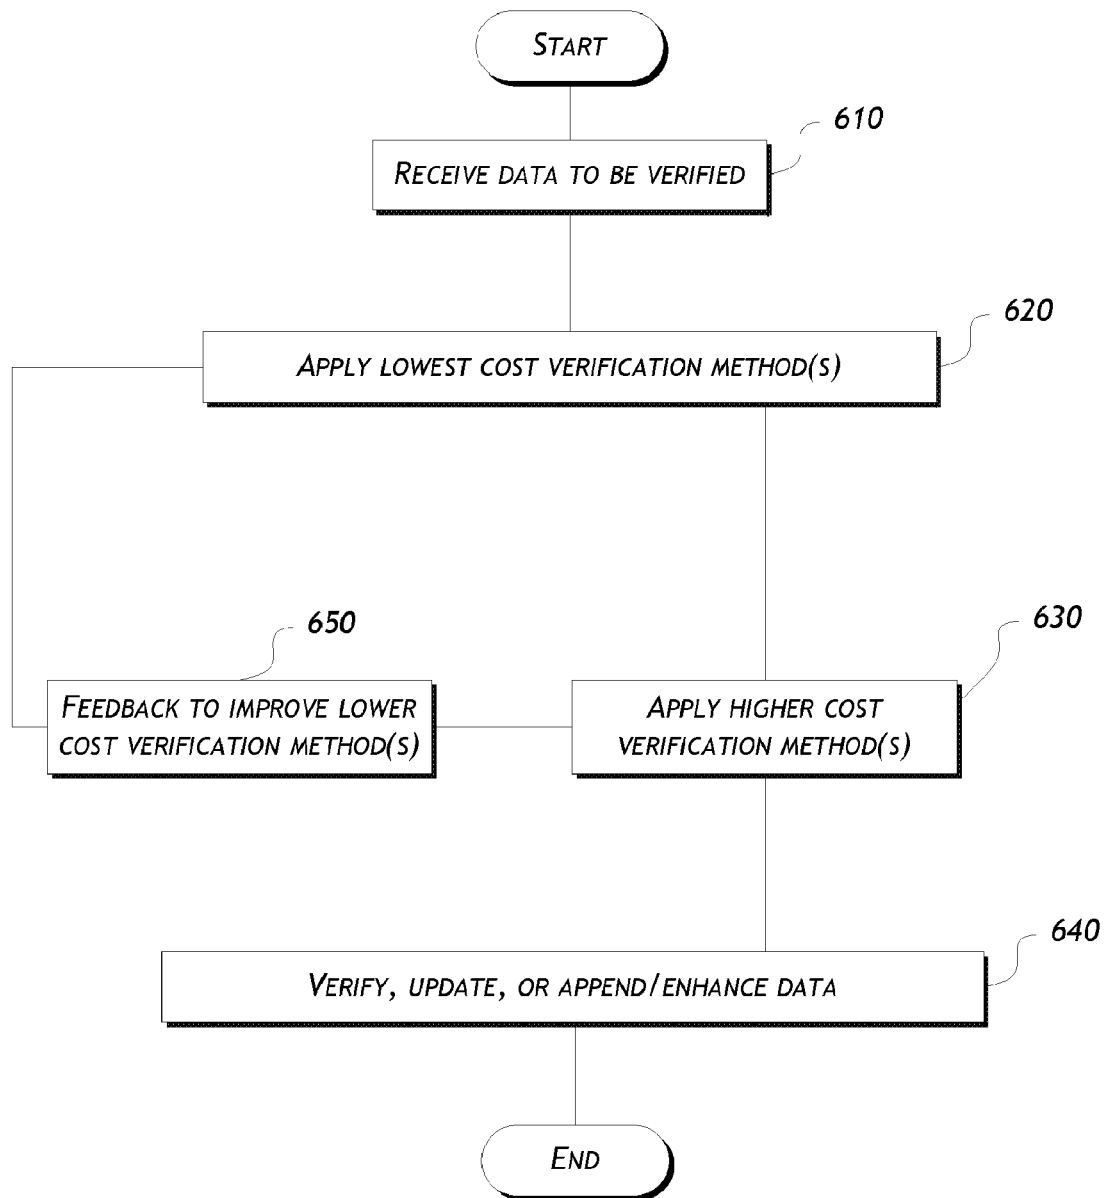 START
610
RECEIVE DATA TO BE VERIFIED
620
APPLY LOWEST COST VERIFICATION METHOD(S)
650
FEEDBACK TO IMPROVE LOWER
COST VERIFICATION METHOD(S)
630
APPLY HIGHER COST
VERIFICATION METHOD(S)
640
VERIFY, UPDATE, OR APPEND/ENHANCE DATA
END